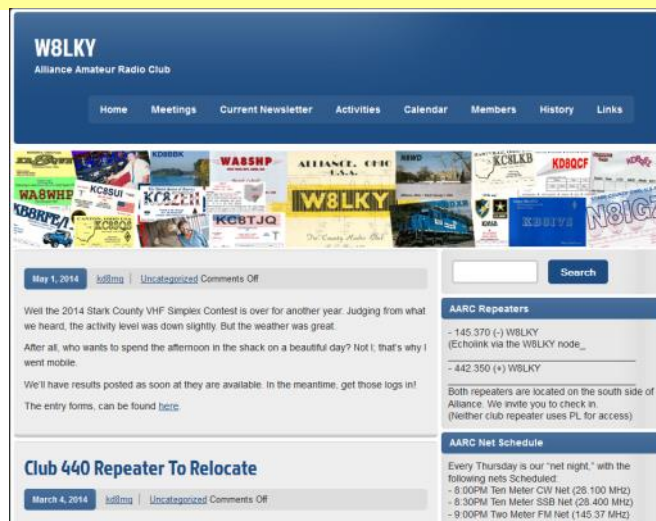 W8LKY
Alliance Amateur Radio Club
Home Meetings Current Newsletter Activities Calendar Members History Links
KD8BBK
WA8SHP
ALLIANCE, OHIO
U.S.A.
N8WD
KC8LKB
KD8QCF
WA8WHP
KC8SUI
W8LKY
KC8TJQ
May 1, 2014 kd8mq | Uncategorized Comments Off
Well the 2014 Stark County VHF Simplex Contest is over for another year. Judging from what
we heard, the activity level was down slightly. But the weather was great.
After all, who wants to spend the afternoon in the shack on a beautiful day? Not I; that's why I
went mobile.
We'll have results posted as soon at they are available. In the meantime, get those logs in!
The entry forms, can be found here.
Club 440 Repeater To Relocate
March 4, 2014 kd8mq | Uncategorized Comments Off
Search
AARC Repeaters
- 145.370 (-) W8LKY
(Echolink via the W8LKY node_
- 442.350 (+) W8LKY
Both repeaters are located on the south side of
Alliance. We invite you to check in.
(Neither club repeater uses PL for access)
AARC Net Schedule
Every Thursday is our "net night," with the
following nets Scheduled:
- 8:00PM Ten Meter CW Net (28.100 MHz)
- 8:30PM Ten Meter SSB Net (28.400 MHz)
- 9:00PM Two Meter FM Net (145.37 MHz)